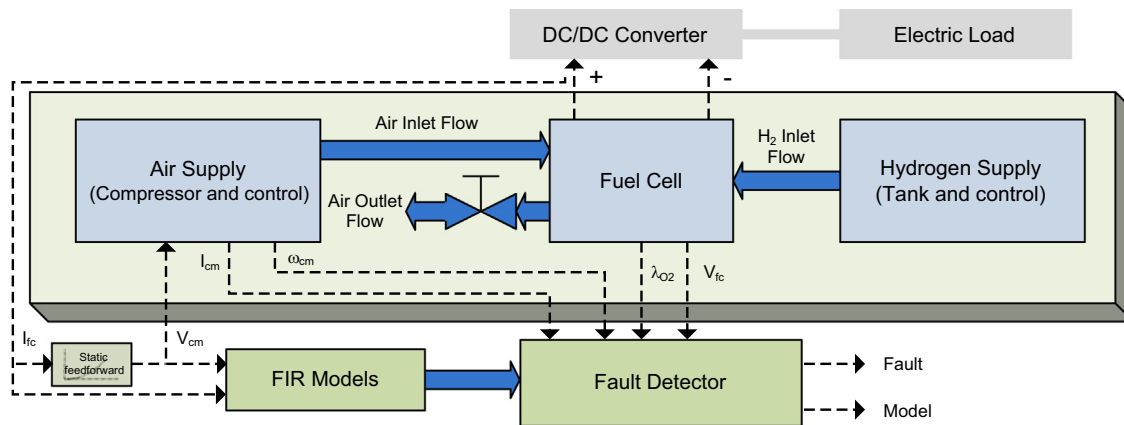 DC/DC Converter
Electric Load
+
-
Air Inlet Flow
H2 Inlet
Flow
Air Supply
(Compressor and control)
Fuel Cell
Hydrogen Supply
(Tank and control)
Air Outlet
Flow
Icm
ωcm
λO2
Vfc
Ifc
Vcm
Static
feedforward
FIR Models
Fault Detector
Fault
Model